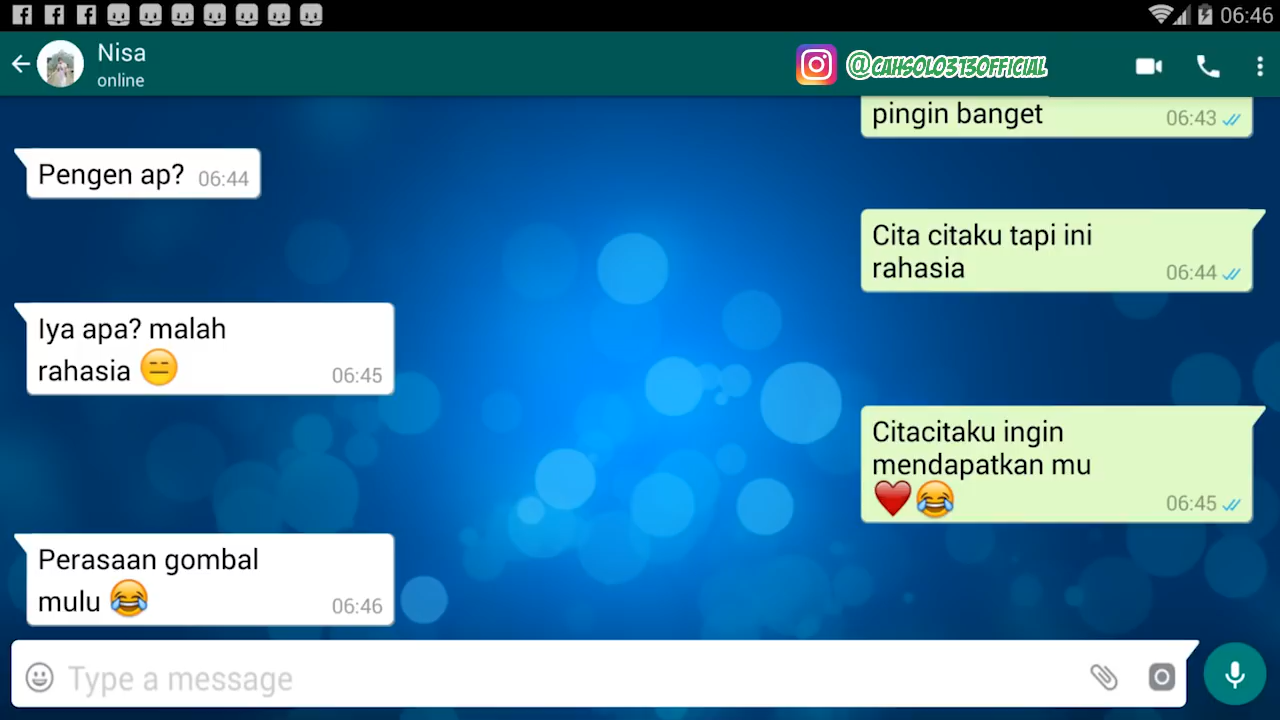 06:46
Nisa
online
@CAHSOLO313OFFICIAL
pingin banget
06:43
Pengen ap? 06:44
Cita citaku tapi ini
rahasia
06:44
Iya apa? malah
rahasia 😑
06:45
Citacitaku ingin
mendapatkan mu
❤️😂
06:45
Perasaan gombal
mulu 😂
06:46
Type a message